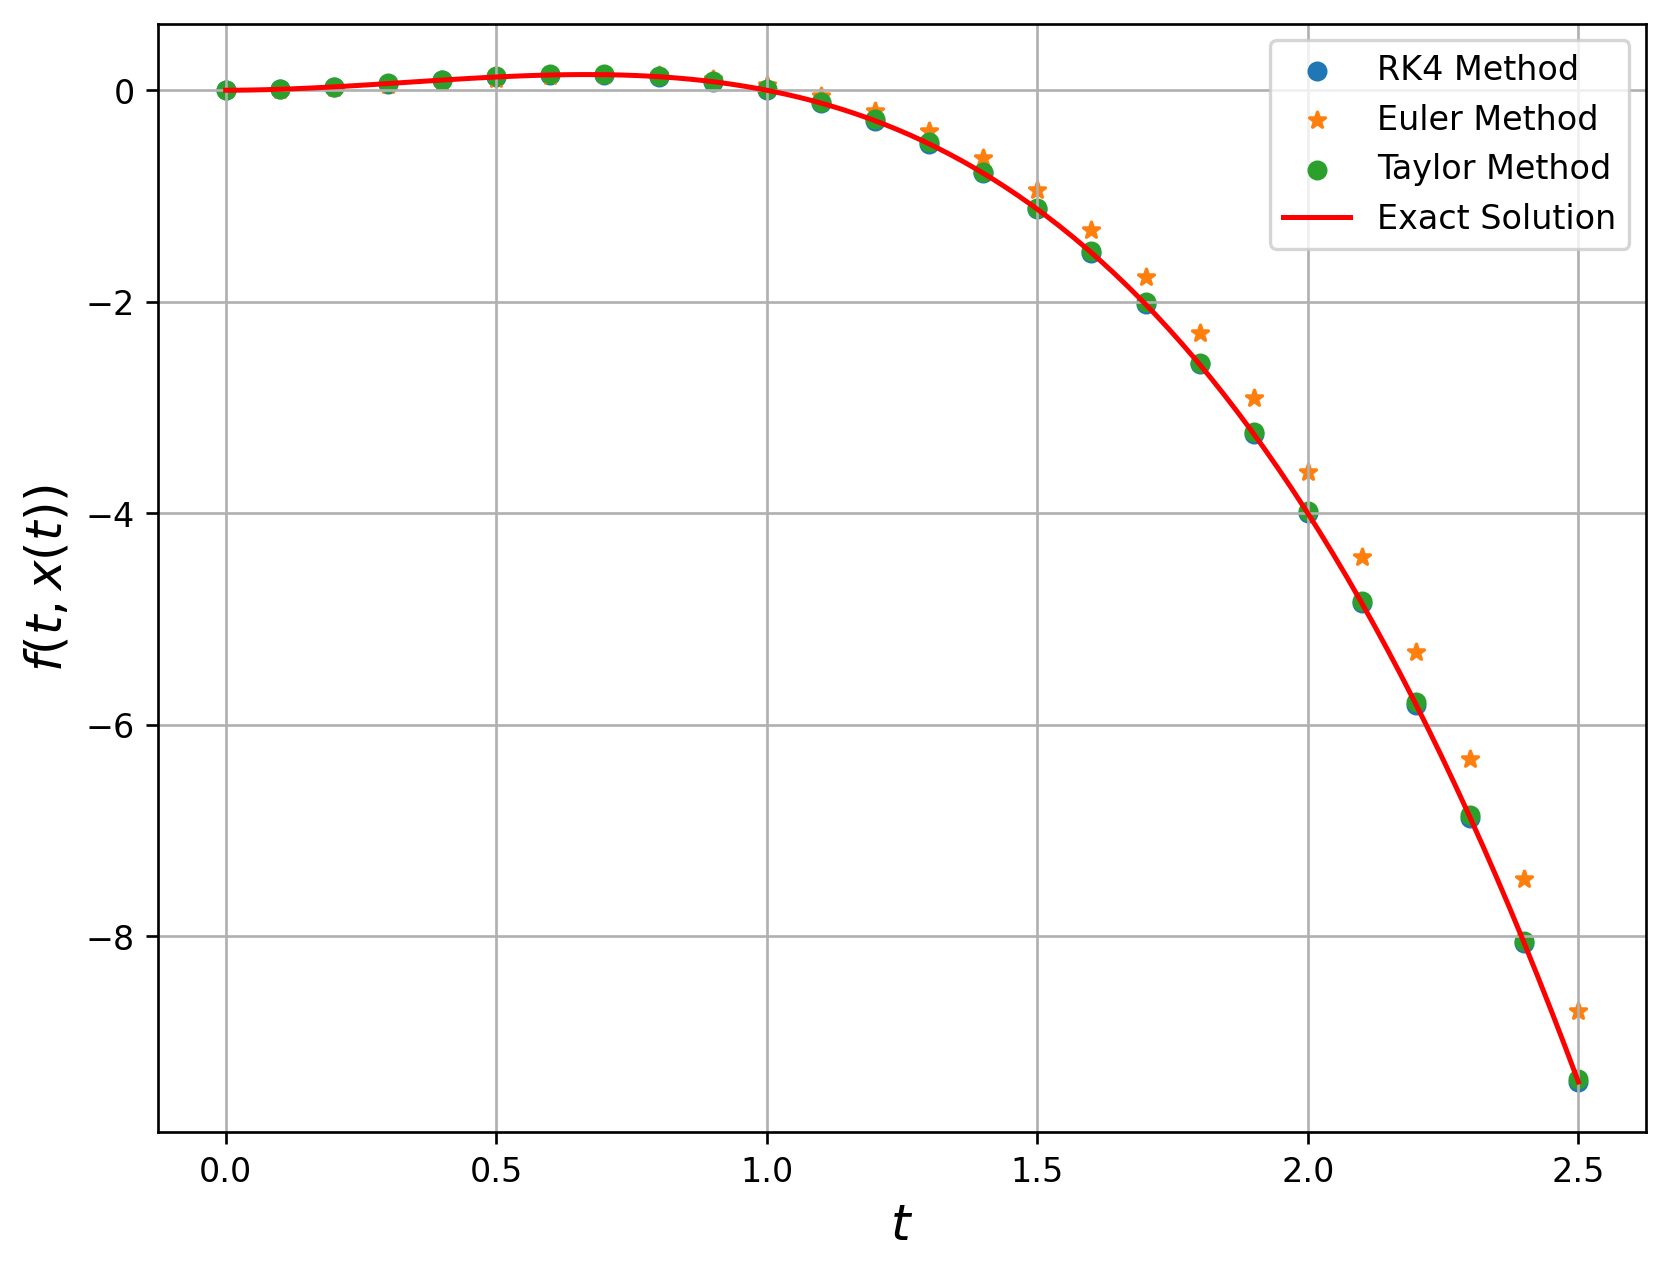 RK4 Method
Euler Method
Taylor Method
Exact Solution
0
−2
−4
−6
−8
f(t, x(t))
0.0 0.5 1.0 1.5 2.0 2.5
t